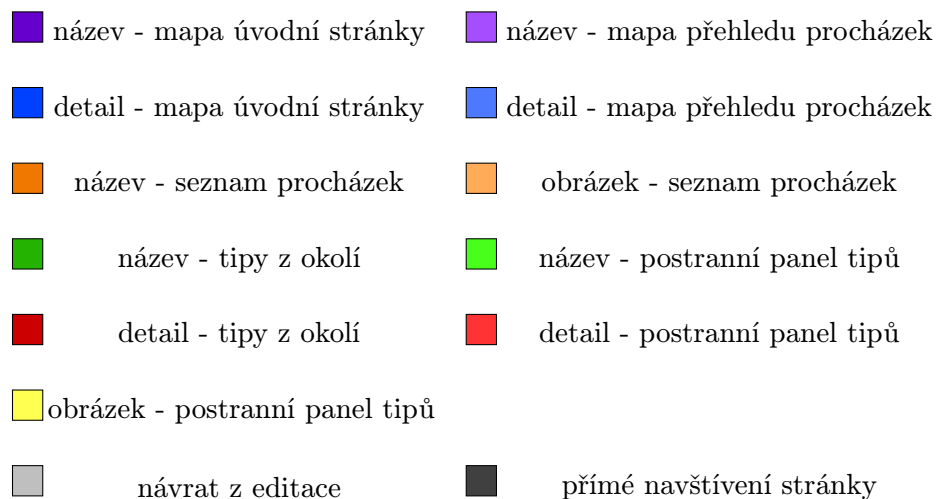 název - mapa úvodní stránky název - mapa přehledu procházek
detail - mapa úvodní stránky detail - mapa přehledu procházek
název - seznam procházek obrázek - seznam procházek
název - tipy z okolí název - postranní panel tipů
detail - tipy z okolí detail - postranní panel tipů
obrázek - postranní panel tipů
návrat z editace přímé navštívení stránky